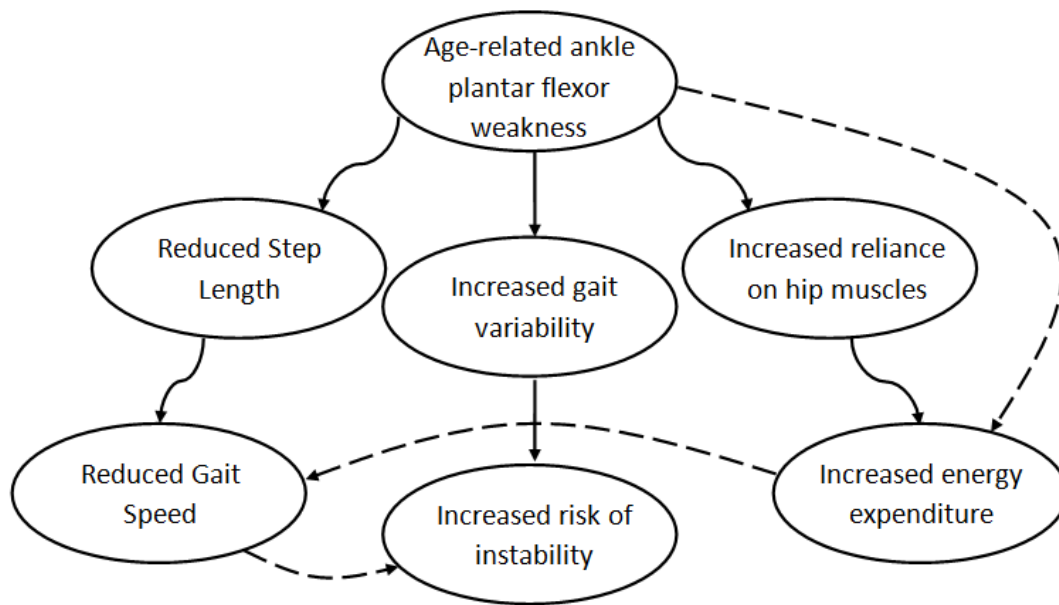 Age-related ankle
plantar flexor
weakness
Reduced Step
Length
Increased gait
variability
Increased reliance
on hip muscles
Reduced Gait
Speed
Increased risk of
instability
Increased energy
expenditure